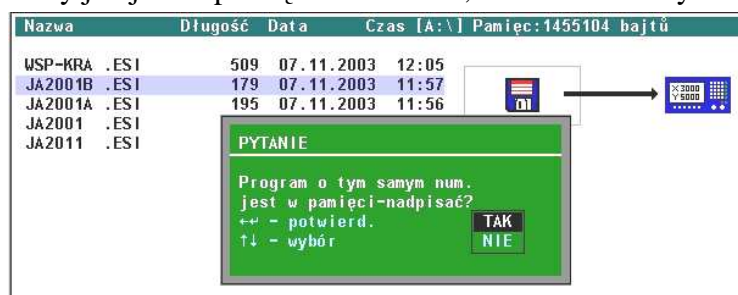 Nazwa Długość Data Czas [A:\] Pamięc:1455104 bajtů
WSP-KRA .ESI 509 07.11.2003 12:05
JA2001B .ESI 179 07.11.2003 11:57
JA2001A .ESI 195 07.11.2003 11:56
JA2001 .ESI
JA2011 .ESI
X3000
Y5000
PYTANIE
Program o tym samym num.
jest w pamięci-nadpisać?
←↵ - potwierd.
↑↓ - wybór
TAK
NIE